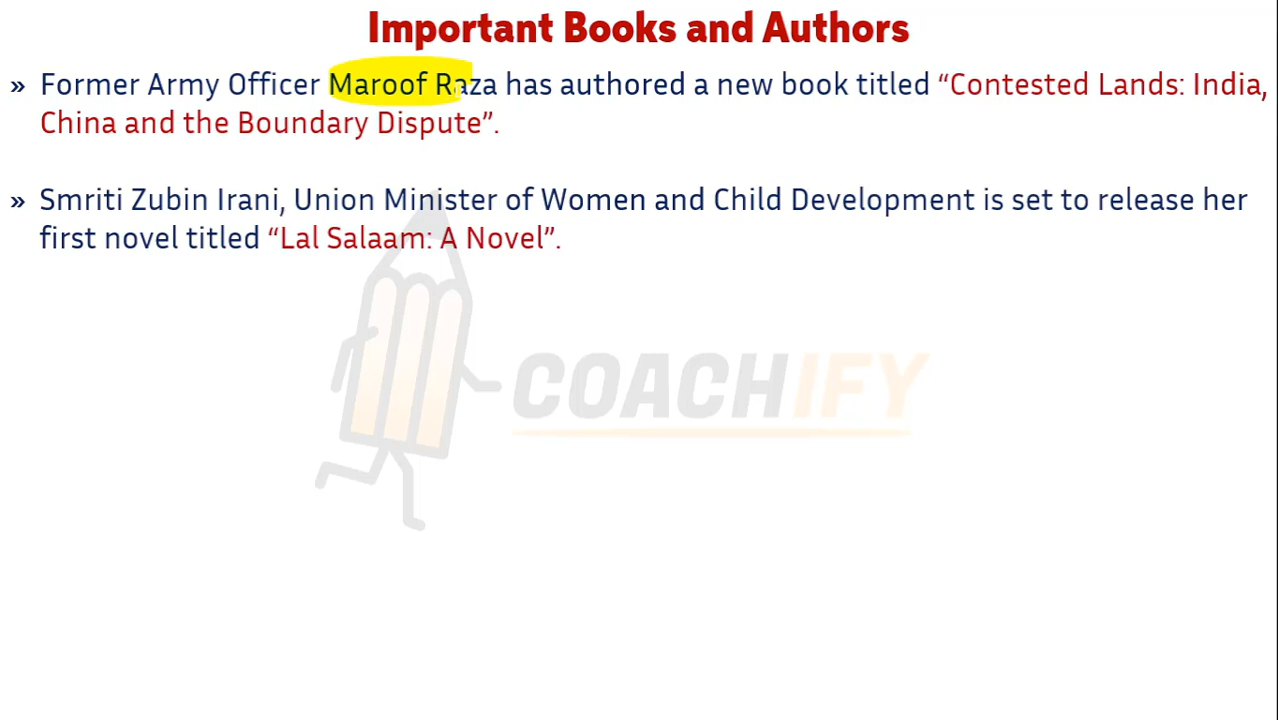 Important Books and Authors
» Former Army Officer Maroof Raza has authored a new book titled “Contested Lands: India,
China and the Boundary Dispute”.
» Smriti Zubin Irani, Union Minister of Women and Child Development is set to release her
first novel titled “Lal Salaam: A Novel”.
COACHIFY